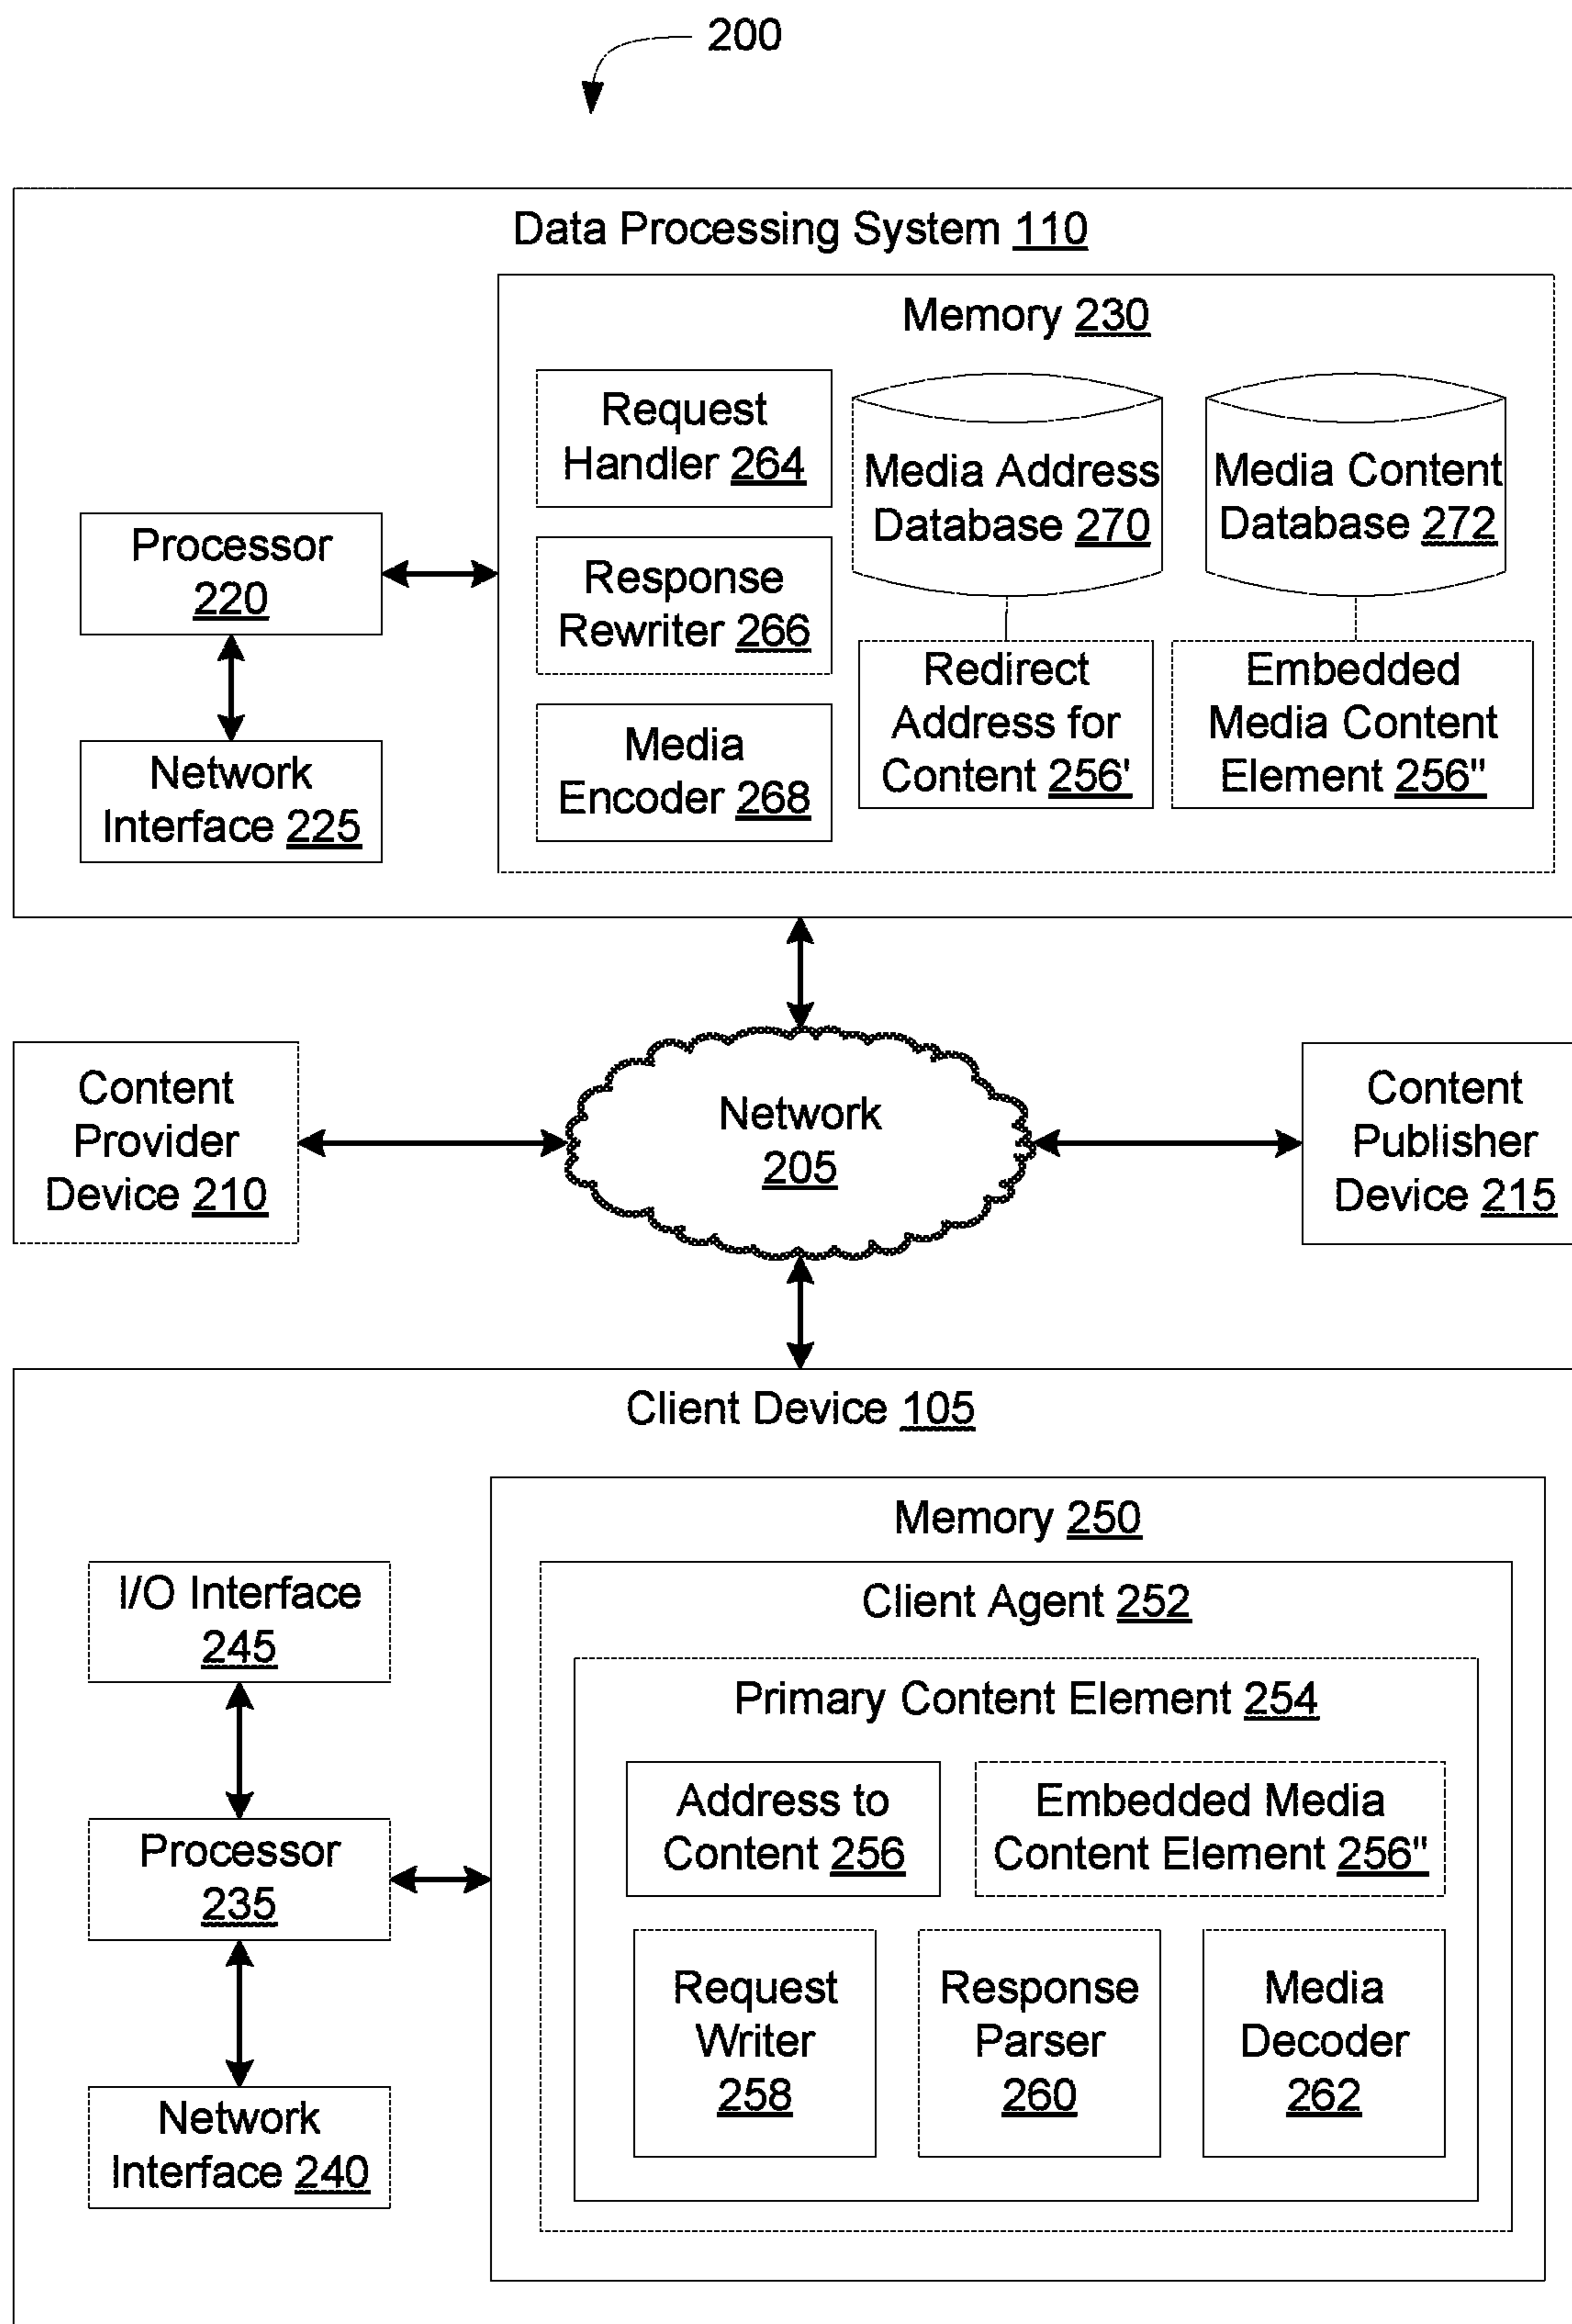 200
Data Processing System 110
Memory 230
Request
Handler 264
Media Address
Database 270
Media Content
Database 272
Processor
220
Response
Rewriter 266
Redirect
Address for
Content 256'
Embedded
Media Content
Element 256"
Network
Interface 225
Media
Encoder 268
Content
Provider
Device 210
Network
205
Content
Publisher
Device 215
Client Device 105
Memory 250
I/O Interface
245
Client Agent 252
Primary Content Element 254
Address to
Content 256
Embedded Media
Content Element 256"
Processor
235
Request
Writer
258
Response
Parser
260
Media
Decoder
262
Network
Interface 240